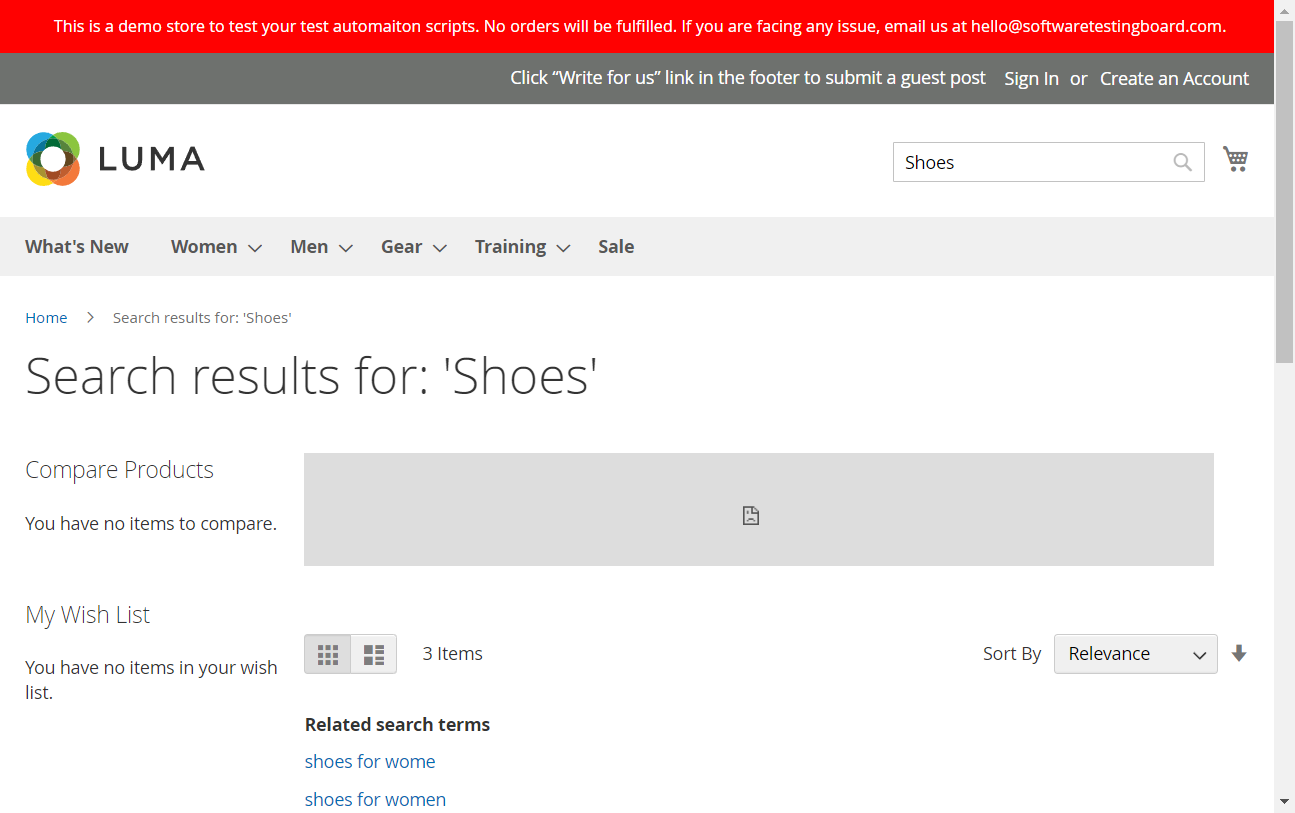 This is a demo store to test your test automaiton scripts. No orders will be fulfilled. If you are facing any issue, email us at hello@softwaretestingboard.com.
Click “Write for us” link in the footer to submit a guest post Sign In or Create an Account
LUMA
Shoes
What's New Women Men Gear Training Sale
Home Search results for: 'Shoes'
Search results for: 'Shoes'
Compare Products
You have no items to compare.
My Wish List
You have no items in your wish
list.
3 Items
Sort By Relevance
Related search terms
shoes for wome
shoes for women